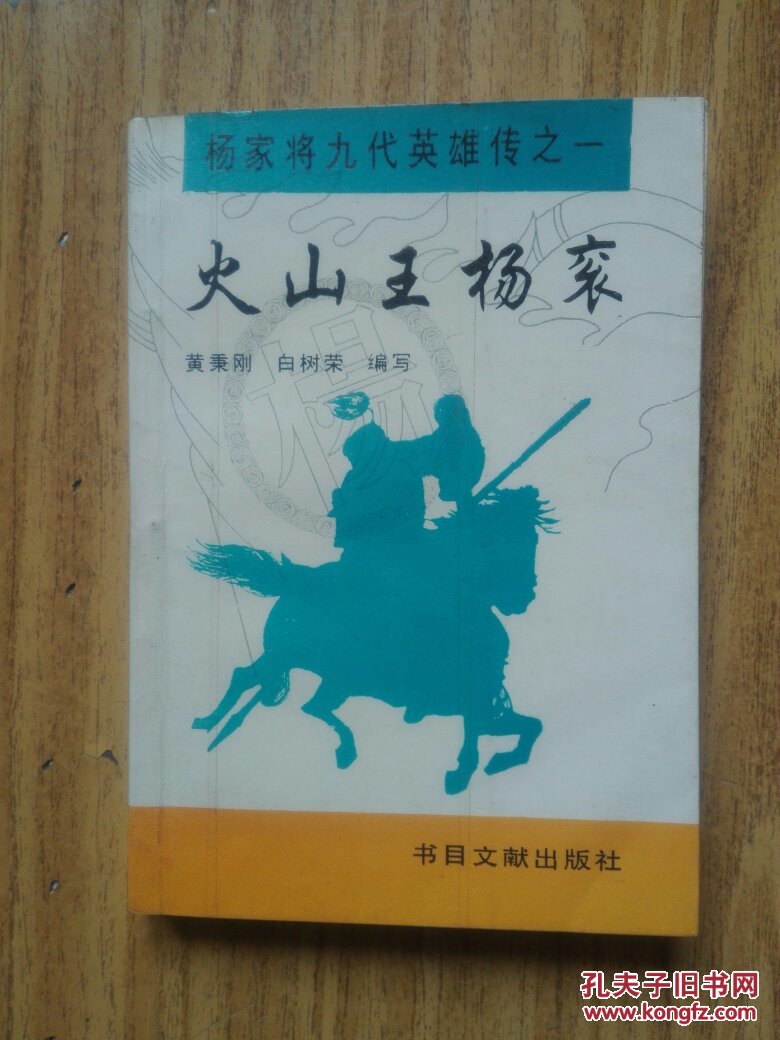 杨家将九代英雄传之一
火山王杨衮
楊
黄秉刚 白树荣 编写
书目文献出版社
孔夫子旧书网
www.kongfz.com